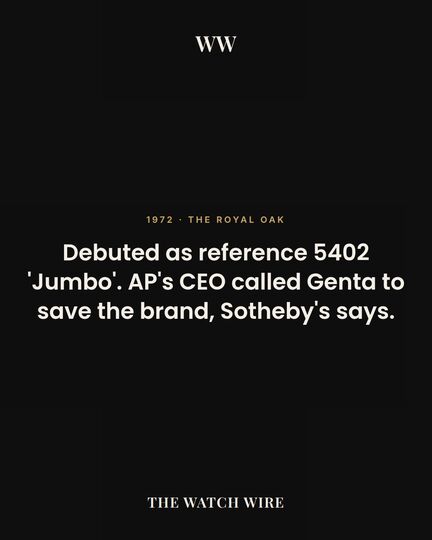 WW
1972 · THE ROYAL OAK
Debuted as reference 5402
'Jumbo'. AP's CEO called Genta to
save the brand, Sotheby's says.
THE WATCH WIRE